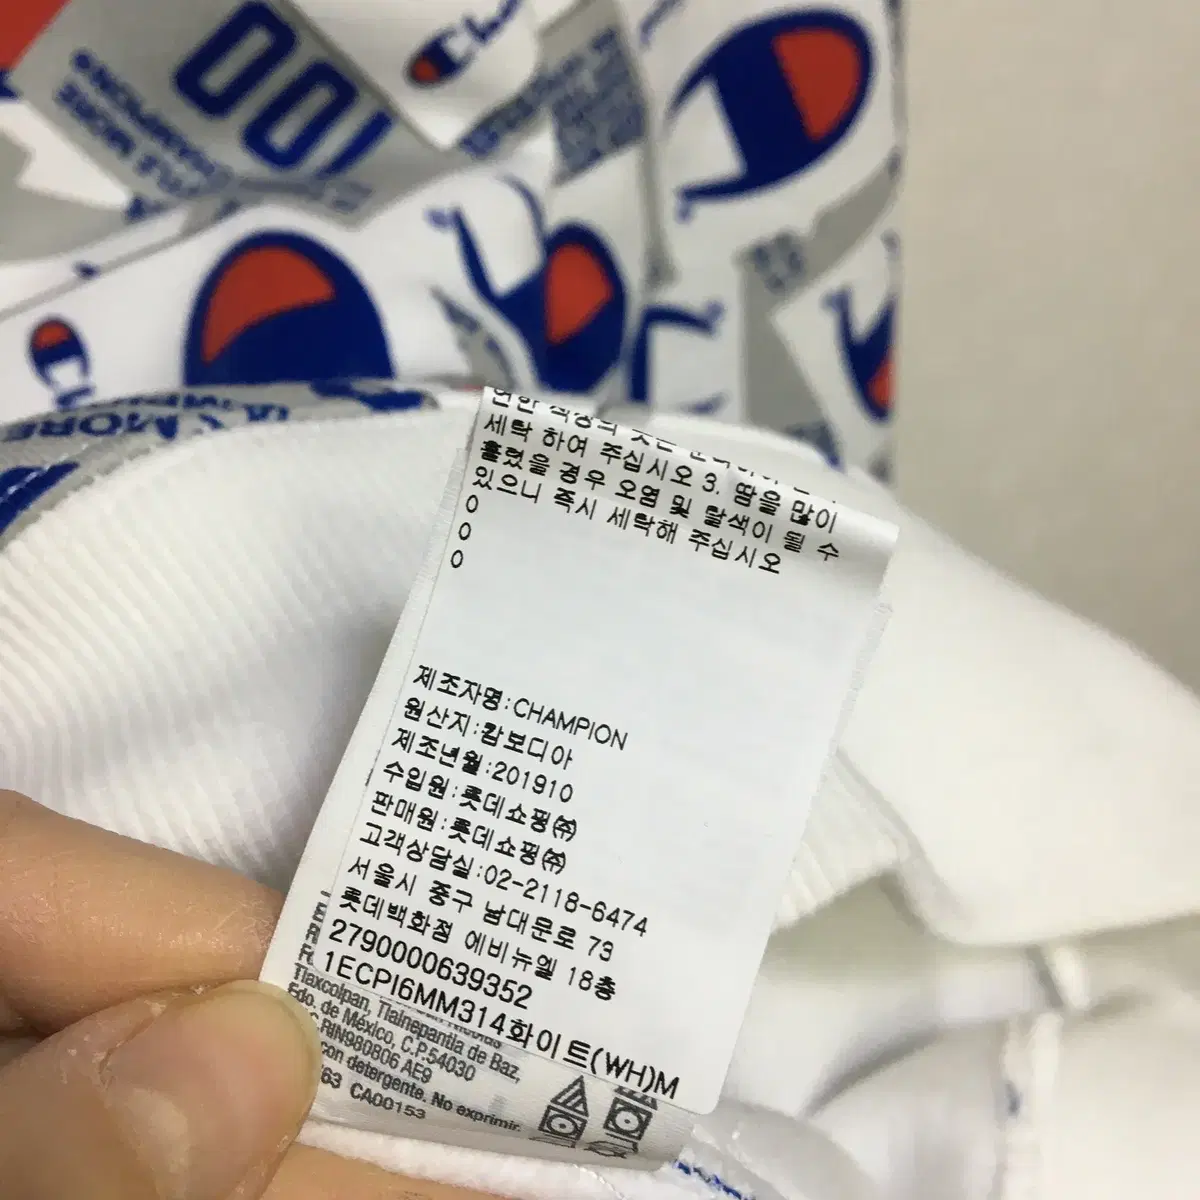 100
CHAMPIONS
MORE
세탁 하여 주십시오 3. 땀을 많이
흘렸을 경우 오염 및 탈색이 될 수
있으니 즉시 세탁해 주십시오
0
0
0
제조자명:CHAMPION
원산지:캄보디아
제조년월:201910
수입원:롯데쇼핑㈜
판매원:롯데쇼핑㈜
고객상담실:02-2118-6474
서울시 중구 남대문로 73
롯데백화점 에비뉴엘 18층
2790000639352
1ECPI6MM314화이트(WH)M
Tlaxcolpan, Tlalnepantla de Baz,
Edo. de México, C.P.54030
RIN980806 AE9
con detergente. No exprimir.
63 CA00153